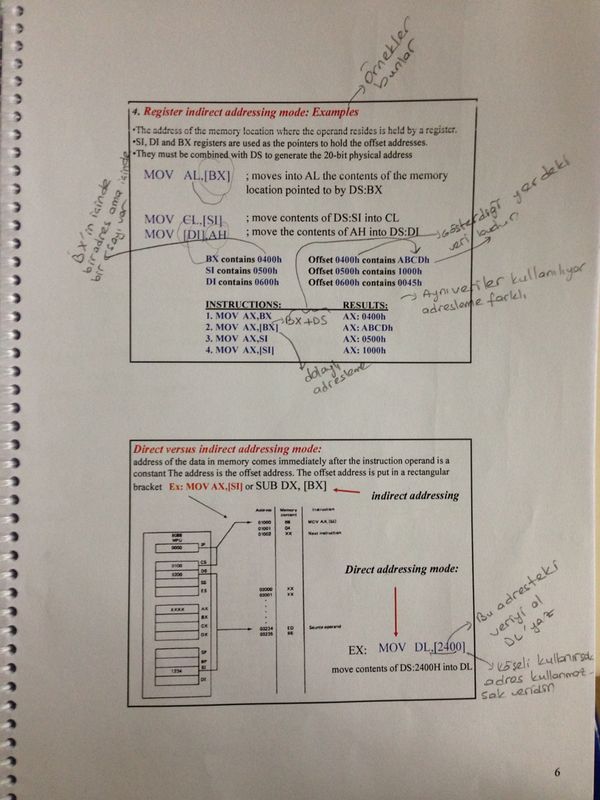 Örnekler
bunlar
4. Register indirect addressing mode: Examples
•The address of the memory location where the operand resides is held by a register.
•SI, DI and BX registers are used as the pointers to hold the offset addresses.
•They must be combined with DS to generate the 20-bit physical address
MOV AL,[BX] ; moves into AL the contents of the memory
location pointed to by DS:BX
MOV CL,[SI] ; move contents of DS:SI into CL
MOV [DI],AH ; move the contents of AH into DS:DI
BX'in içinde
bir adres ama içinde
bir sayı var
Gösterdiği yerdeki
veri budur
BX contains 0400h Offset 0400h contains ABCDh
SI contains 0500h Offset 0500h contains 1000h
DI contains 0600h Offset 0600h contains 0045h
Aynı veriler kullanılıyor
adresleme farklı
INSTRUCTIONS: RESULTS:
1. MOV AX,BX AX: 0400h
BX+DS
2. MOV AX,[BX] AX: ABCDh
3. MOV AX,SI AX: 0500h
4. MOV AX,[SI] AX: 1000h
dolaylı
adresleme
Direct versus indirect addressing mode:
address of the data in memory comes immediately after the instruction operand is a
constant The address is the offset address. The offset address is put in a rectangular
bracket Ex: MOV AX,[SI] or SUB DX, [BX]
indirect addressing
Address Memory content Instruction
01000 8B MOV AX,[SI]
01001 04
01002 XX Next instruction
8088
MPU
0000 IP
0100 CS
0200 DS
SS
ES
XXXX AX
BX
CX
DX
SP
BP
1234 SI
DI
02000 XX
02001 XX
03234 ED Source operand
03235 BE
Direct addressing mode:
EX: MOV DL,[2400]
move contents of DS:2400H into DL
Bu adresteki
veriyi al
DL'yaz
Köşeli kullanırsak
adres kullanmaz-
sak veridir
6